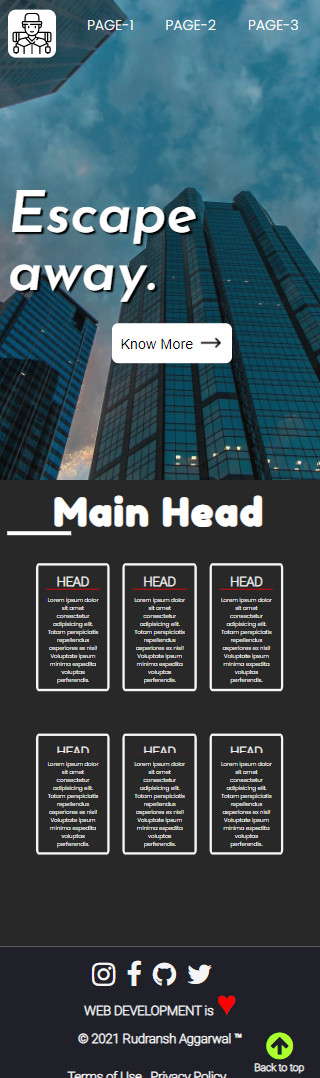 PAGE-1 PAGE-2 PAGE-3
Escape
away.
Know More
Main Head
HEAD
Lorem ipsum dolor
sit amet
consectetur
adipisicing elit.
Totam perspiciatis
repellendus
asperiores ex nisi!
Voluptate ipsum
minima expedita
voluptas
perferendis.
HEAD
Lorem ipsum dolor
sit amet
consectetur
adipisicing elit.
Totam perspiciatis
repellendus
asperiores ex nisi!
Voluptate ipsum
minima expedita
voluptas
perferendis.
HEAD
Lorem ipsum dolor
sit amet
consectetur
adipisicing elit.
Totam perspiciatis
repellendus
asperiores ex nisi!
Voluptate ipsum
minima expedita
voluptas
perferendis.
HEAD
Lorem ipsum dolor
sit amet
consectetur
adipisicing elit.
Totam perspiciatis
repellendus
asperiores ex nisi!
Voluptate ipsum
minima expedita
voluptas
perferendis.
HEAD
Lorem ipsum dolor
sit amet
consectetur
adipisicing elit.
Totam perspiciatis
repellendus
asperiores ex nisi!
Voluptate ipsum
minima expedita
voluptas
perferendis.
HEAD
Lorem ipsum dolor
sit amet
consectetur
adipisicing elit.
Totam perspiciatis
repellendus
asperiores ex nisi!
Voluptate ipsum
minima expedita
voluptas
perferendis.
WEB DEVELOPMENT is ♥
© 2021 Rudransh Aggarwal ™
Back to top
Terms of Use Privacy Policy